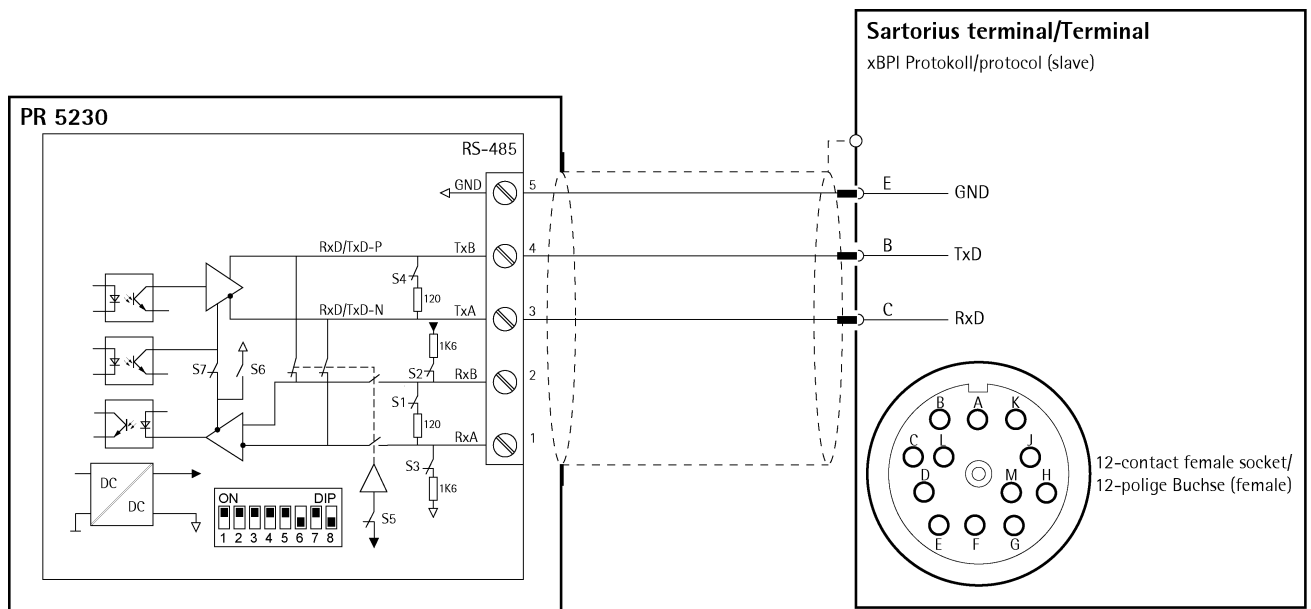 Sartorius terminal/Terminal
xBPI Protokoll/protocol (slave)
PR 5230
RS-485
GND
5
E
GND
RxD/TxD-P
TxB
4
B
TxD
S4
120
RxD/TxD-N
TxA
3
C
RxD
1K6
S7
S6
S2
RxB
2
S1
120
RxA
1
S3
1K6
DC
DC
ON
DIP
1 2 3 4 5 6 7 8
S5
B A K
C L J
D M H
E F G
12-contact female socket/
12-polige Buchse (female)